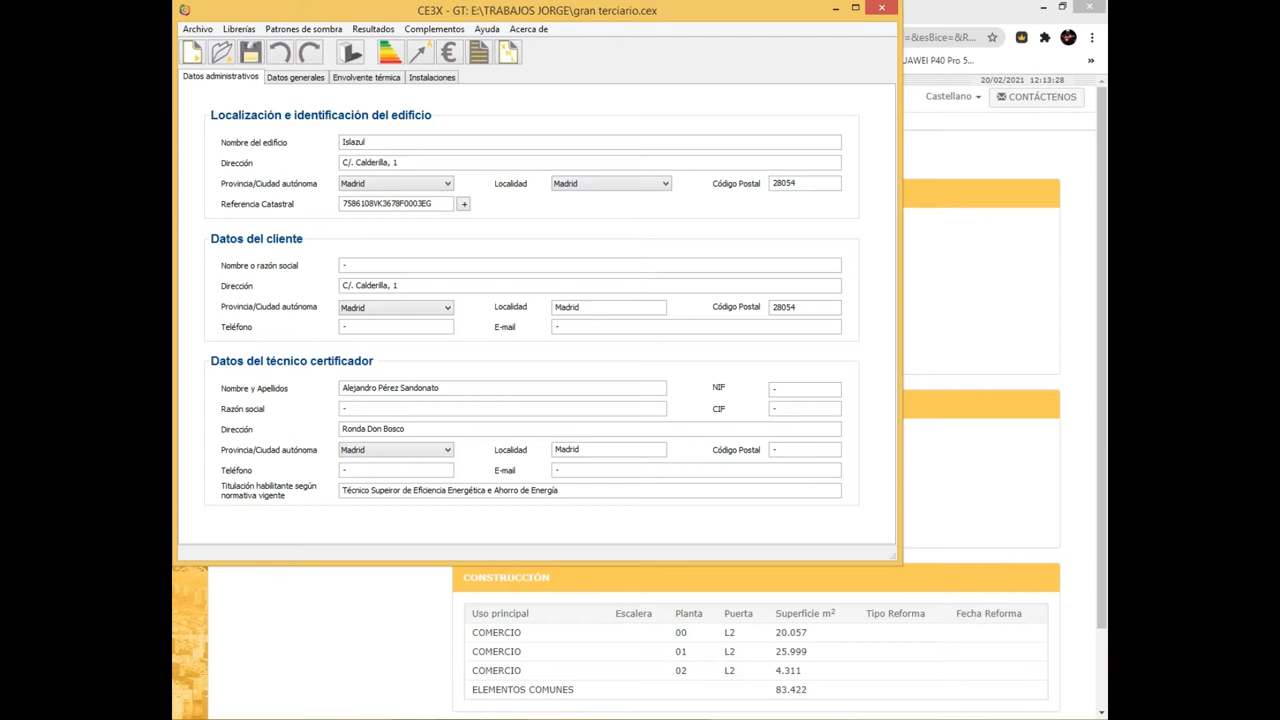 CE3X - GT: E:\TRABAJOS JORGE\gran terciario.cex
Archivo Librerías Patrones de sombra Resultados Complementos Ayuda Acerca de
=&esBice=&R...
UAWEI P40 Pro 5... »
Datos administrativos Datos generales Envolvente térmica Instalaciones
20/02/2021 12:13:28
Castellano CONTÁCTENOS
Localización e identificación del edificio
Nombre del edificio Islazul
Dirección C/. Calderilla, 1
Provincia/Ciudad autónoma Madrid Localidad Madrid Código Postal 28054
Referencia Catastral 7586108VK3678F0003EG +
Datos del cliente
Nombre o razón social -
Dirección C/. Calderilla, 1
Provincia/Ciudad autónoma Madrid Localidad Madrid Código Postal 28054
Teléfono - E-mail -
Datos del técnico certificador
Nombre y Apellidos Alejandro Pérez Sandonato NIF -
Razón social - CIF -
Dirección Ronda Don Bosco
Provincia/Ciudad autónoma Madrid Localidad Madrid Código Postal -
Teléfono - E-mail -
Titulación habilitante según
normativa vigente Técnico Supeiror de Eficiencia Energética e Ahorro de Energía
CONSTRUCCIÓN
Uso principal Escalera Planta Puerta Superficie m² Tipo Reforma Fecha Reforma
COMERCIO 00 L2 20.057
COMERCIO 01 L2 25.999
COMERCIO 02 L2 4.311
ELEMENTOS COMUNES 83.422